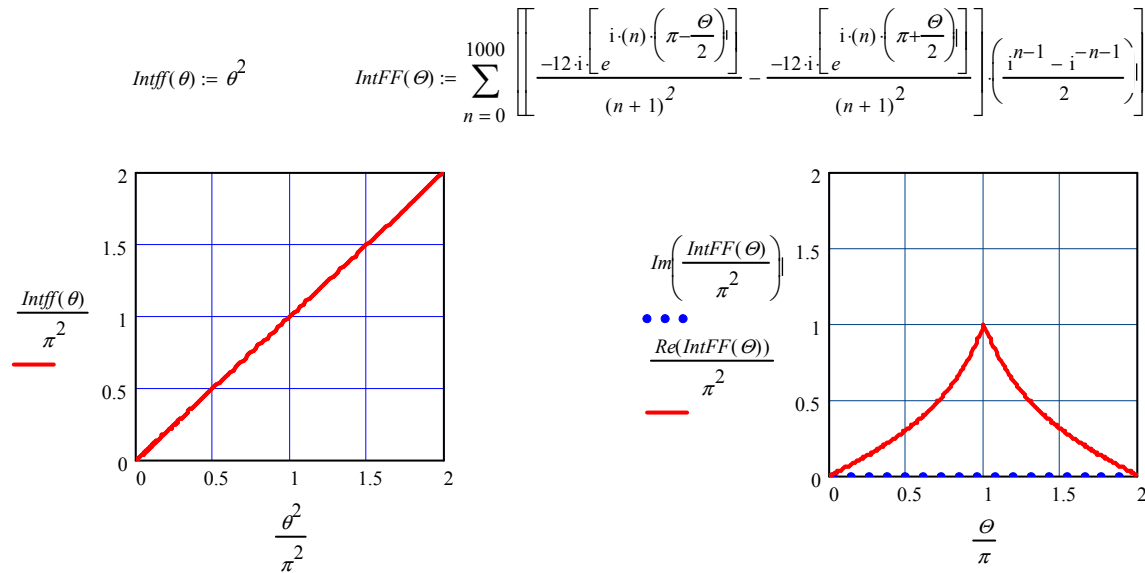 Intff(θ) := θ^2
IntFF(Θ) := ∑_{n = 0}^{1000} [[[ (-12·i·[e^{i·(n)·(π-Θ/2)}])/(n + 1)^2 - (-12·i·[e^{i·(n)·(π+Θ/2)}])/(n + 1)^2 ]·((i^{n-1} - i^{-n-1})/2)]]
Intff(θ)/π^2
2
1.5
1
0.5
0
0 0.5 1 1.5 2
θ^2/π^2
Im(IntFF(Θ)/π^2)
Re(IntFF(Θ))/π^2
2
1.5
1
0.5
0
0 0.5 1 1.5 2
Θ/π